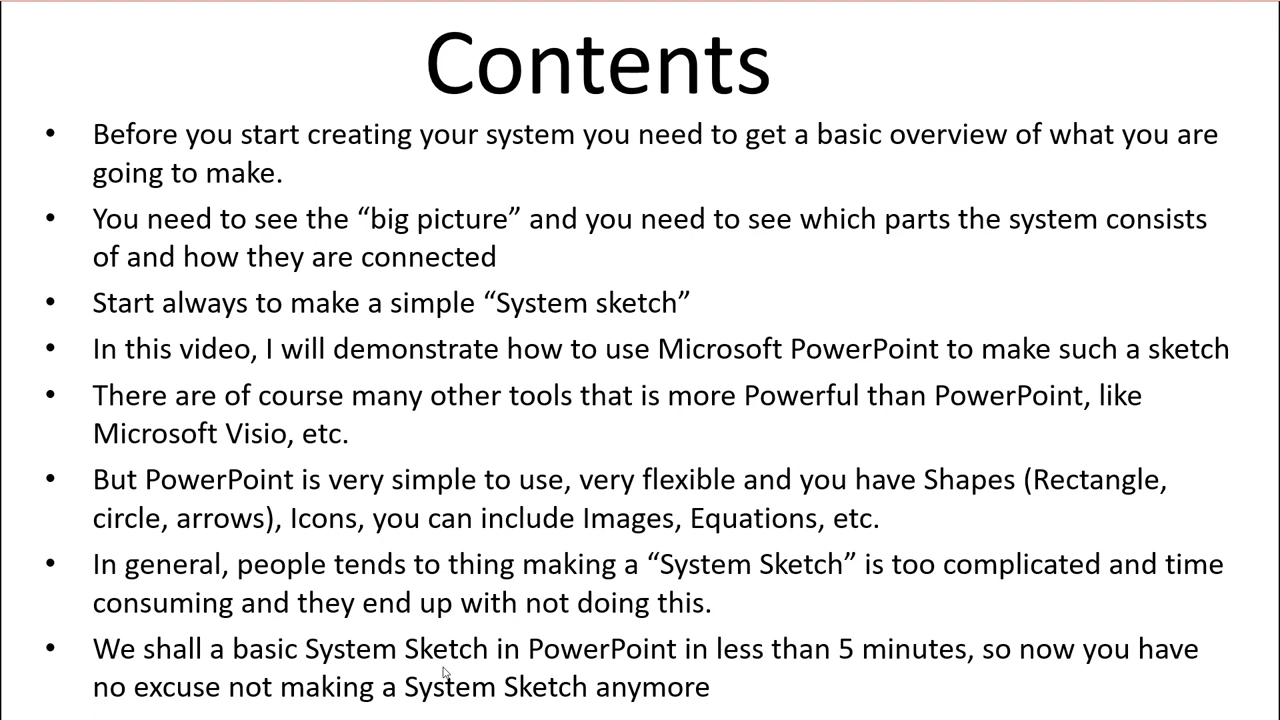 Contents
• Before you start creating your system you need to get a basic overview of what you are
going to make.
• You need to see the “big picture” and you need to see which parts the system consists
of and how they are connected
• Start always to make a simple “System sketch”
• In this video, I will demonstrate how to use Microsoft PowerPoint to make such a sketch
• There are of course many other tools that is more Powerful than PowerPoint, like
Microsoft Visio, etc.
• But PowerPoint is very simple to use, very flexible and you have Shapes (Rectangle,
circle, arrows), Icons, you can include Images, Equations, etc.
• In general, people tends to thing making a “System Sketch” is too complicated and time
consuming and they end up with not doing this.
• We shall a basic System Sketch in PowerPoint in less than 5 minutes, so now you have
no excuse not making a System Sketch anymore